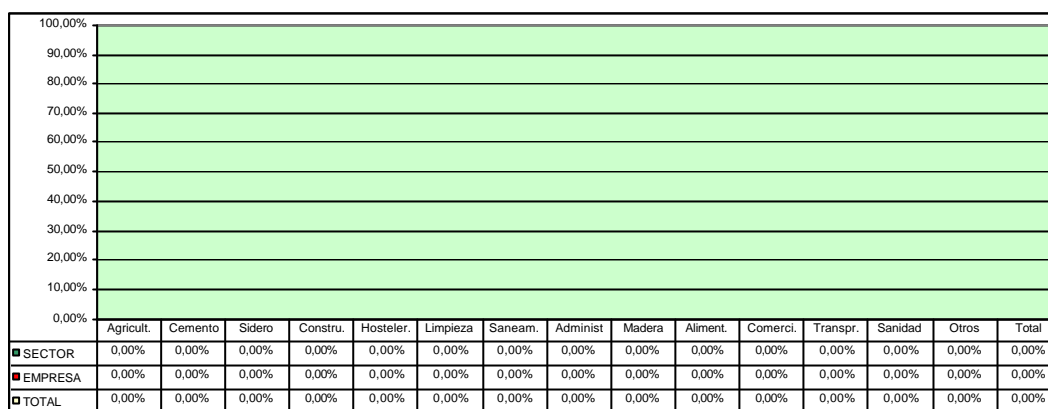 100,00%
90,00%
80,00%
70,00%
60,00%
50,00%
40,00%
30,00%
20,00%
10,00%
0,00%
Agricult. Cemento Sidero Constru. Hosteler. Limpieza Saneam. Administ Madera Aliment. Comerci. Transpr. Sanidad Otros Total
SECTOR 0,00% 0,00% 0,00% 0,00% 0,00% 0,00% 0,00% 0,00% 0,00% 0,00% 0,00% 0,00% 0,00% 0,00% 0,00%
EMPRESA 0,00% 0,00% 0,00% 0,00% 0,00% 0,00% 0,00% 0,00% 0,00% 0,00% 0,00% 0,00% 0,00% 0,00% 0,00%
TOTAL 0,00% 0,00% 0,00% 0,00% 0,00% 0,00% 0,00% 0,00% 0,00% 0,00% 0,00% 0,00% 0,00% 0,00% 0,00%